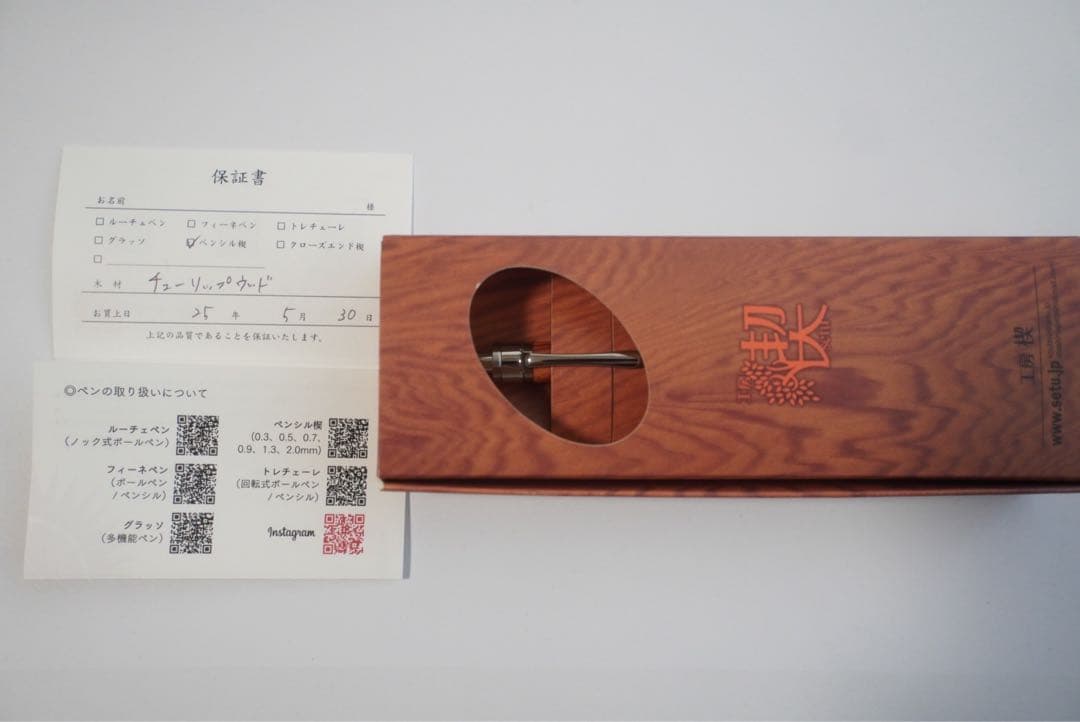 保証書
お名前 様
☐ ルーチェペン ☐ フィーネペン ☐ トレチェーレ
☐ グラッソ ☑ ペンシル楔 ☐ クローズエンド楔
☐
木材 チューリップウッド
お買上日 25 年 5 月 30 日
上記の品質であることを保証いたします。
◎ペンの取り扱いについて
ルーチェペン
(ノック式ボールペン)
ペンシル楔
(0.3、0.5、0.7、
0.9、1.3、2.0mm)
フィーネペン
(ボールペン
/ペンシル)
トレチェーレ
(回転式ボールペン
/ペンシル)
グラッソ
(多機能ペン)
Instagram
工房 楔
Setu
工房 楔
www.setu.jp